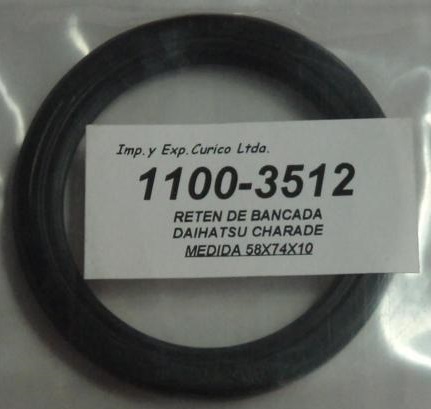 Imp.y Exp.Curico Ltda.
1100-3512
RETEN DE BANCADA
DAIHATSU CHARADE
MEDIDA 58X74X10